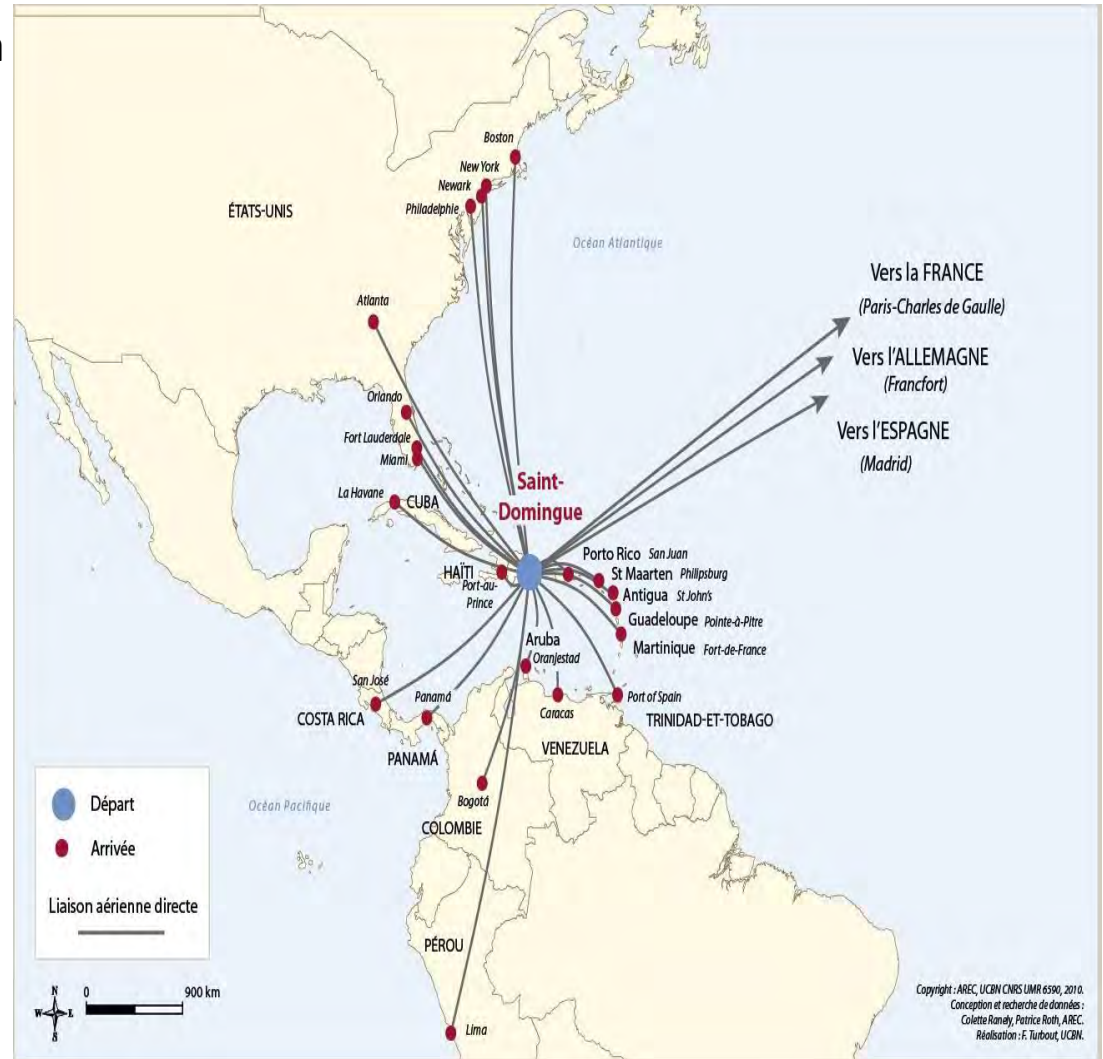 n
Boston
New York
Newark
Philadelphie
ÉTATS-UNIS
Océan Atlantique
Vers la FRANCE
(Paris-Charles de Gaulle)
Atlanta
Vers l'ALLEMAGNE
(Francfort)
Orlando
Vers l'ESPAGNE
(Madrid)
Fort Lauderdale
Miami
Saint-
Domingue
La Havane
CUBA
Porto Rico San Juan
HAÏTI
Port-au-
Prince
St Maarten Philipsburg
Antigua St John's
Guadeloupe Pointe-à-Pitre
Martinique Fort-de-France
Aruba
Oranjestad
San José
Panamá
Caracas
Port of Spain
COSTA RICA
TRINIDAD-ET-TOBAGO
PANAMÁ
VENEZUELA
Bogotá
COLOMBIE
Océan Pacifique
Départ
Arrivée
Liaison aérienne directe
PÉROU
Lima
N
W E
S
0 900 km
Copyright : AREC, UCBN CNRS UMR 6590, 2010.
Conception et recherche de données :
Colette Ranely, Patrice Roth, AREC.
Réalisation : F. Turbout, UCBN.